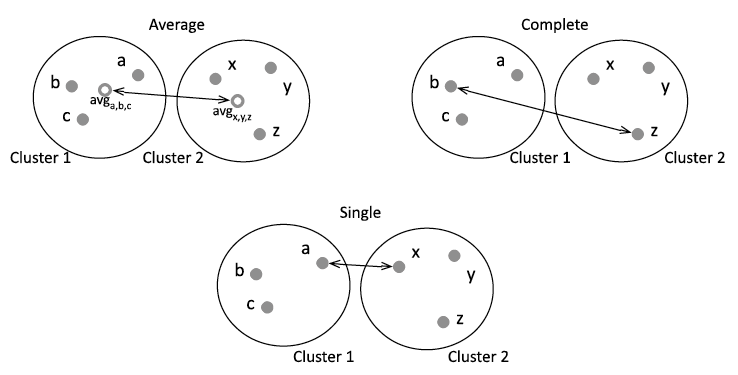 Average
a
b
c
avga,b,c
x
y
z
avgx,y,z
Cluster 1
Cluster 2
Complete
a
b
c
x
y
z
Cluster 1
Cluster 2
Single
a
b
c
x
y
z
Cluster 1
Cluster 2